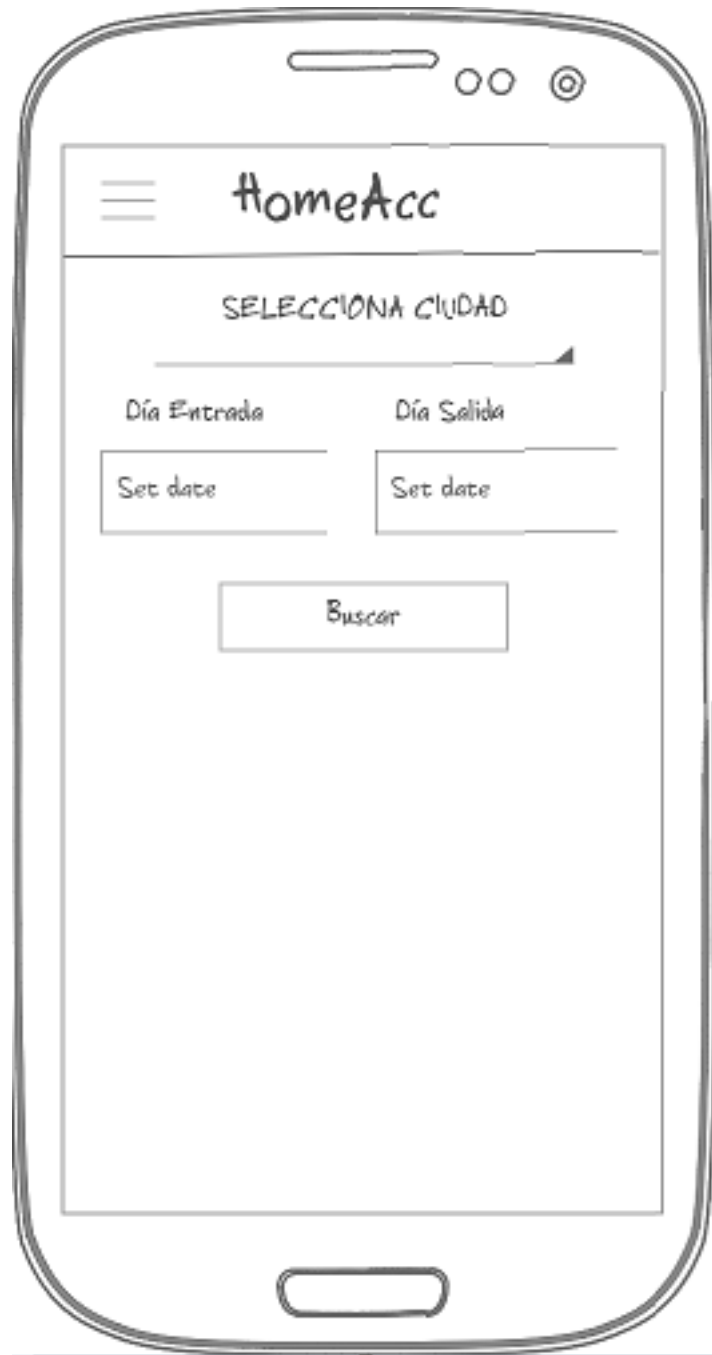 HomeAcc
SELECCIONA CIUDAD
Día Entrada Día Salida
Set date Set date
Buscar